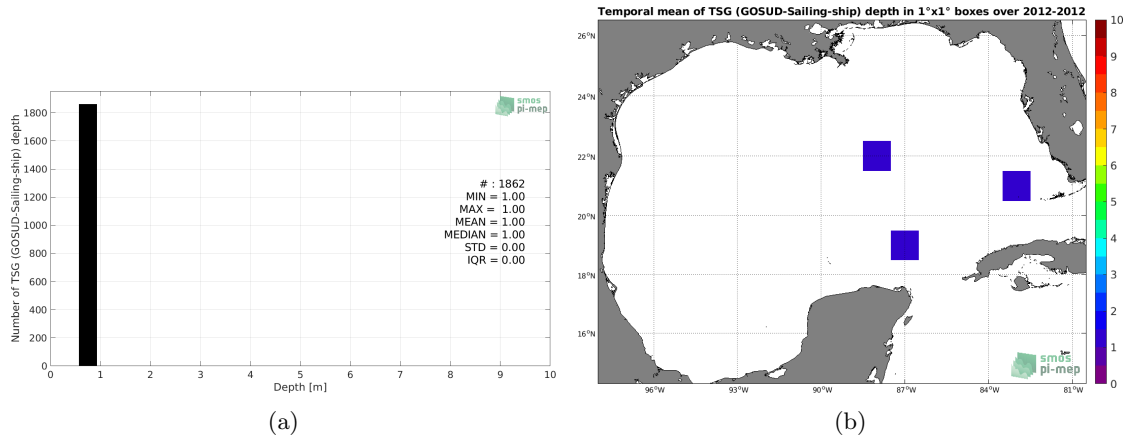 Temporal mean of TSG (GOSUD-Sailing-ship) depth in 1°x1° boxes over 2012-2012
Number of TSG (GOSUD-Sailing-ship) depth
1800
1600
1400
1200
1000
800
600
400
200
0
smos
pi-mep
# : 1862
MIN = 1.00
MAX = 1.00
MEAN = 1.00
MEDIAN = 1.00
STD = 0.00
IQR = 0.00
0 1 2 3 4 5 6 7 8 9 10
Depth [m]
(a)
26°N
24°N
22°N
20°N
18°N
16°N
96°W 93°W 90°W 87°W 84°W 81°W
smos
pi-mep
10
9
8
7
6
5
4
3
2
1
0
(b)